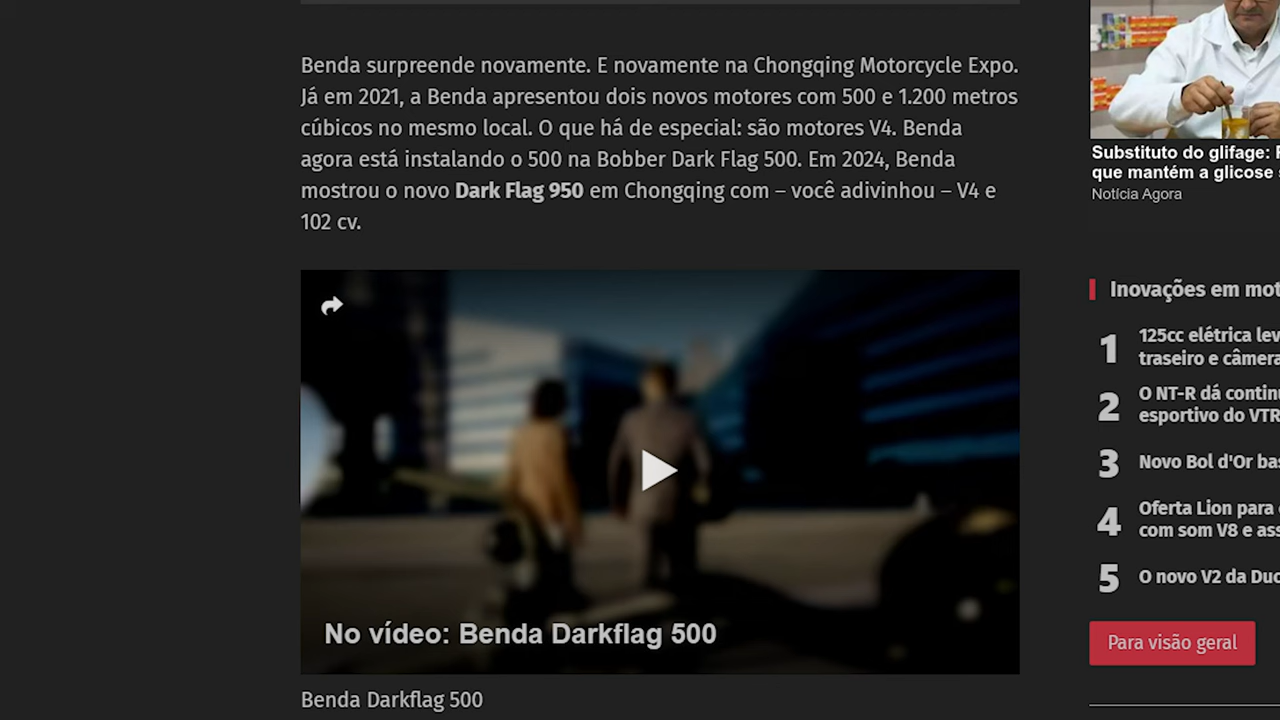 Benda surpreende novamente. E novamente na Chongqing Motorcycle Expo.
Já em 2021, a Benda apresentou dois novos motores com 500 e 1.200 metros
cúbicos no mesmo local. O que há de especial: são motores V4. Benda
agora está instalando o 500 na Bobber Dark Flag 500. Em 2024, Benda
mostrou o novo Dark Flag 950 em Chongqing com – você adivinhou – V4 e
102 cv.
No vídeo: Benda Darkflag 500
Benda Darkflag 500
Substituto do glifage:
que mantém a glicose
Notícia Agora
Inovações em mot
1 125cc elétrica lev
traseiro e câmera
2 O NT-R dá contin
esportivo do VTR
3 Novo Bol d'Or bas
4 Oferta Lion para
com som V8 e ass
5 O novo V2 da Duc
Para visão geral